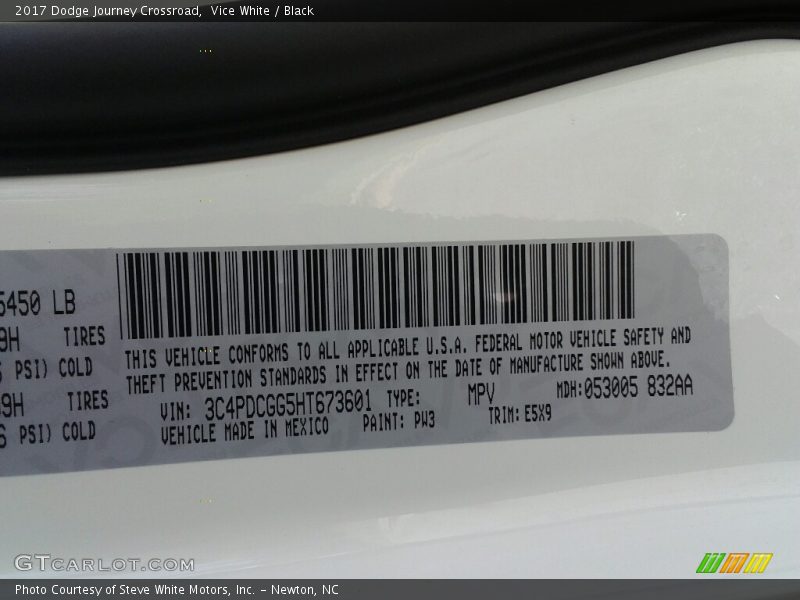 2017 Dodge Journey Crossroad, Vice White / Black
5450 LB
9H TIRES
PSI) COLD
9H TIRES
6 PSI) COLD
THIS VEHICLE CONFORMS TO ALL APPLICABLE U.S.A. FEDERAL MOTOR VEHICLE SAFETY AND
THEFT PREVENTION STANDARDS IN EFFECT ON THE DATE OF MANUFACTURE SHOWN ABOVE.
VIN: 3C4PDCGG5HT673601 TYPE: MPV MDH:053005 832AA
VEHICLE MADE IN MEXICO PAINT: PW3 TRIM: E5X9
GTCARLOT.COM
Photo Courtesy of Steve White Motors, Inc. – Newton, NC